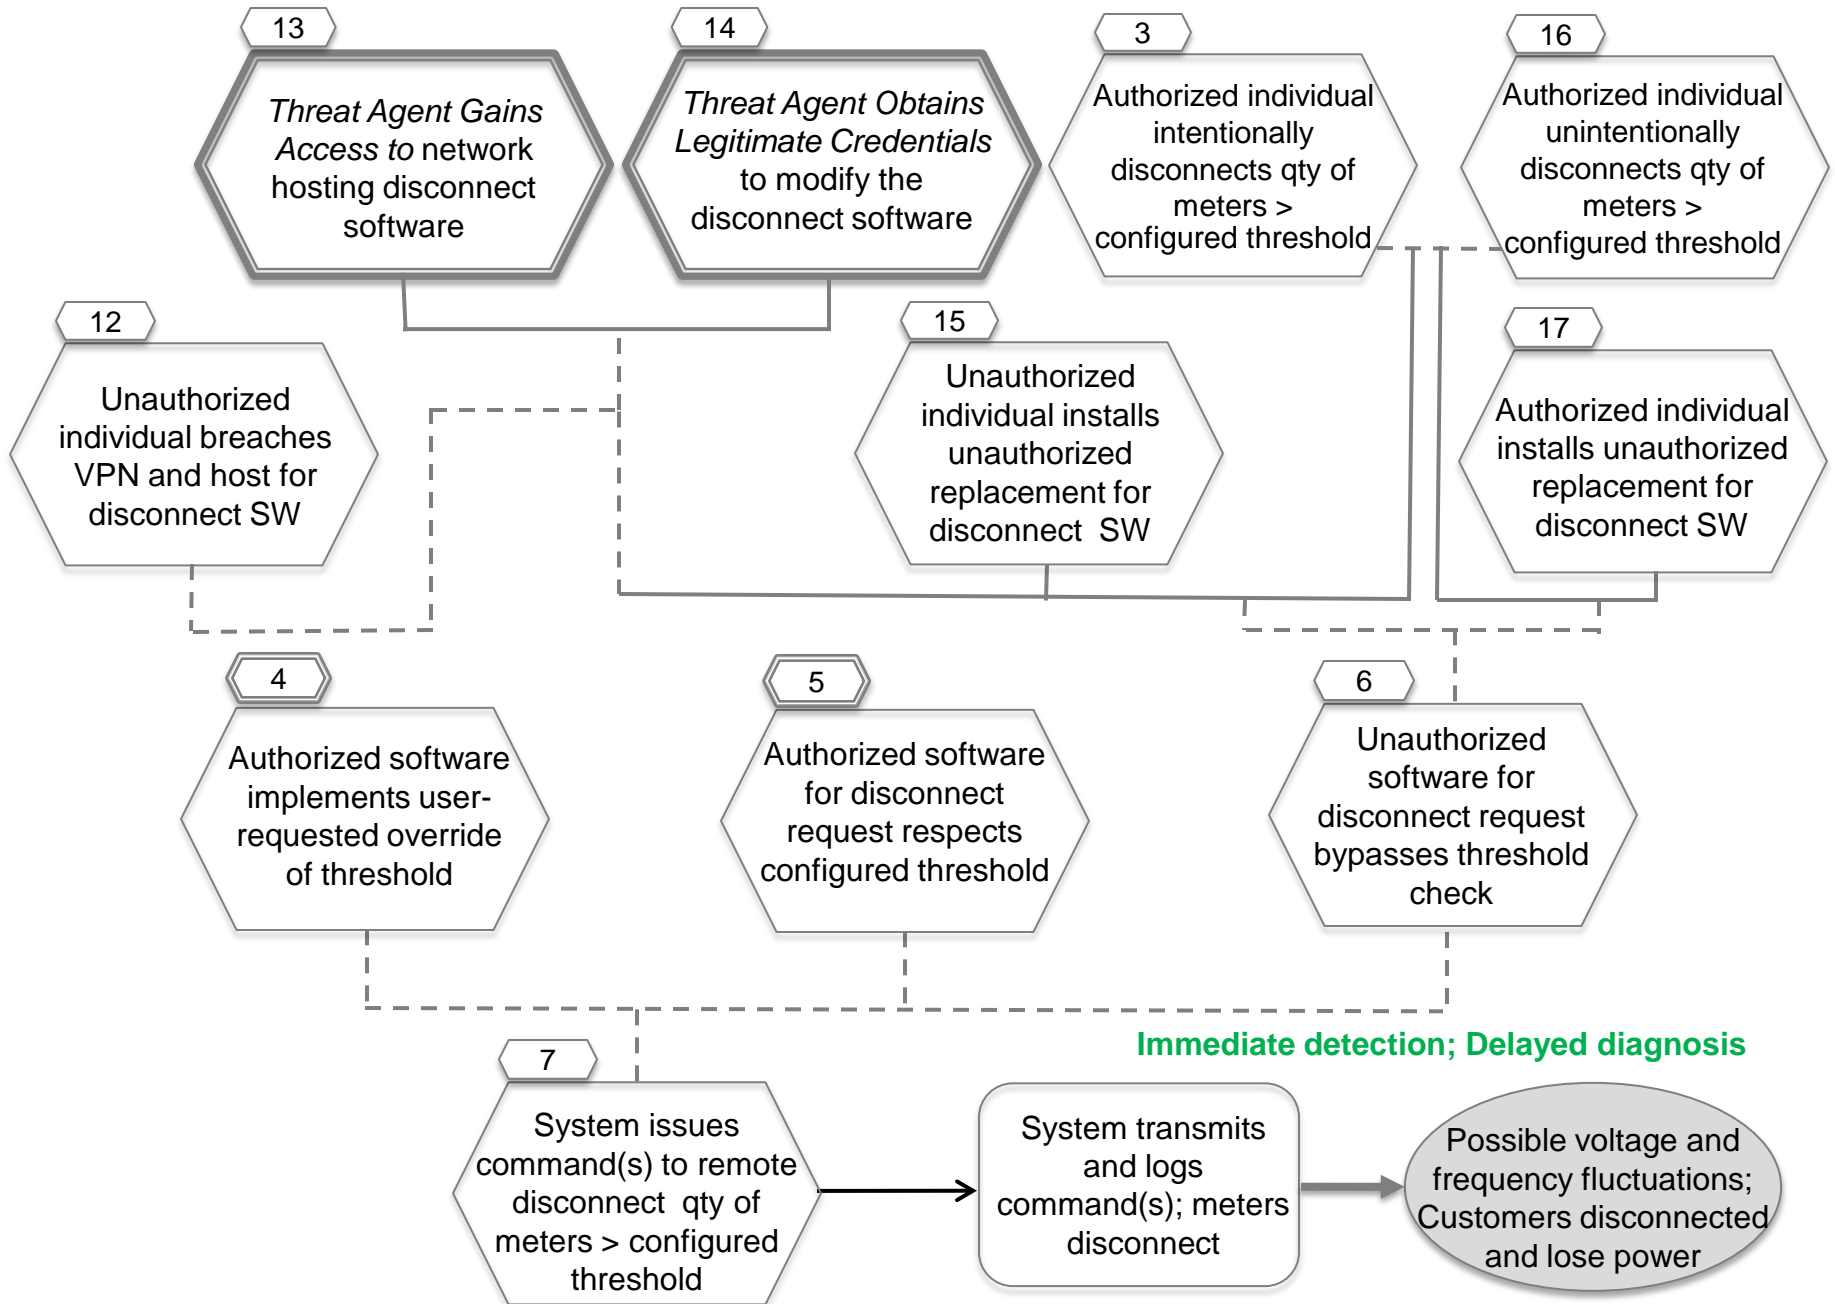 13
Threat Agent Gains
Access to network
hosting disconnect
software
14
Threat Agent Obtains
Legitimate Credentials
to modify the
disconnect software
3
Authorized individual
intentionally
disconnects qty of
meters >
configured threshold
16
Authorized individual
unintentionally
disconnects qty of
meters >
configured threshold
12
Unauthorized
individual breaches
VPN and host for
disconnect SW
15
Unauthorized
individual installs
unauthorized
replacement for
disconnect  SW
17
Authorized individual
installs unauthorized
replacement for
disconnect SW
4
Authorized software
implements user-
requested override
of threshold
5
Authorized software
for disconnect
request respects
configured threshold
6
Unauthorized
software for
disconnect request
bypasses threshold
check
7
System issues
command(s) to remote
disconnect  qty of
meters > configured
threshold
System transmits
and logs
command(s); meters
disconnect
Immediate detection; Delayed diagnosis
Possible voltage and
frequency fluctuations;
Customers disconnected
and lose power